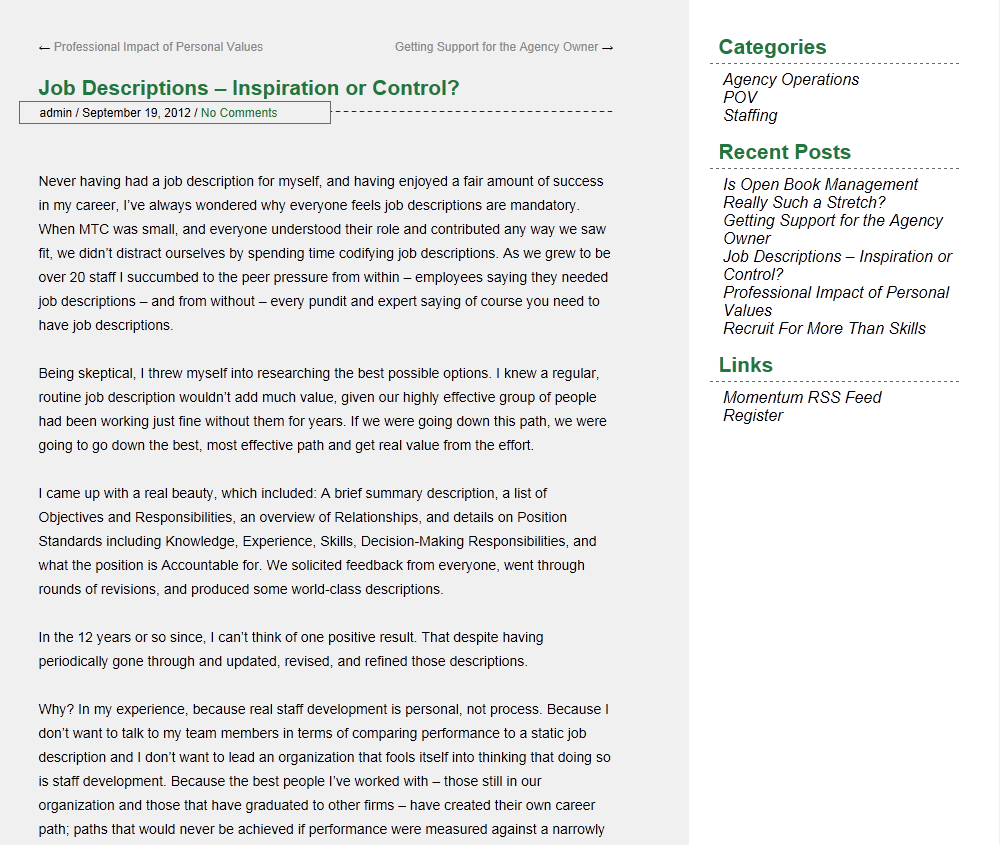 ← Professional Impact of Personal Values
Getting Support for the Agency Owner →
Job Descriptions – Inspiration or Control?
admin / September 19, 2012 / No Comments
Never having had a job description for myself, and having enjoyed a fair amount of success
in my career, I've always wondered why everyone feels job descriptions are mandatory.
When MTC was small, and everyone understood their role and contributed any way we saw
fit, we didn't distract ourselves by spending time codifying job descriptions. As we grew to be
over 20 staff I succumbed to the peer pressure from within – employees saying they needed
job descriptions – and from without – every pundit and expert saying of course you need to
have job descriptions.
Being skeptical, I threw myself into researching the best possible options. I knew a regular,
routine job description wouldn't add much value, given our highly effective group of people
had been working just fine without them for years. If we were going down this path, we were
going to go down the best, most effective path and get real value from the effort.
I came up with a real beauty, which included: A brief summary description, a list of
Objectives and Responsibilities, an overview of Relationships, and details on Position
Standards including Knowledge, Experience, Skills, Decision-Making Responsibilities, and
what the position is Accountable for. We solicited feedback from everyone, went through
rounds of revisions, and produced some world-class descriptions.
In the 12 years or so since, I can't think of one positive result. That despite having
periodically gone through and updated, revised, and refined those descriptions.
Why? In my experience, because real staff development is personal, not process. Because I
don't want to talk to my team members in terms of comparing performance to a static job
description and I don't want to lead an organization that fools itself into thinking that doing so
is staff development. Because the best people I've worked with – those still in our
organization and those that have graduated to other firms – have created their own career
path; paths that would never be achieved if performance were measured against a narrowly
Categories
Agency Operations
POV
Staffing
Recent Posts
Is Open Book Management
Really Such a Stretch?
Getting Support for the Agency
Owner
Job Descriptions – Inspiration or
Control?
Professional Impact of Personal
Values
Recruit For More Than Skills
Links
Momentum RSS Feed
Register